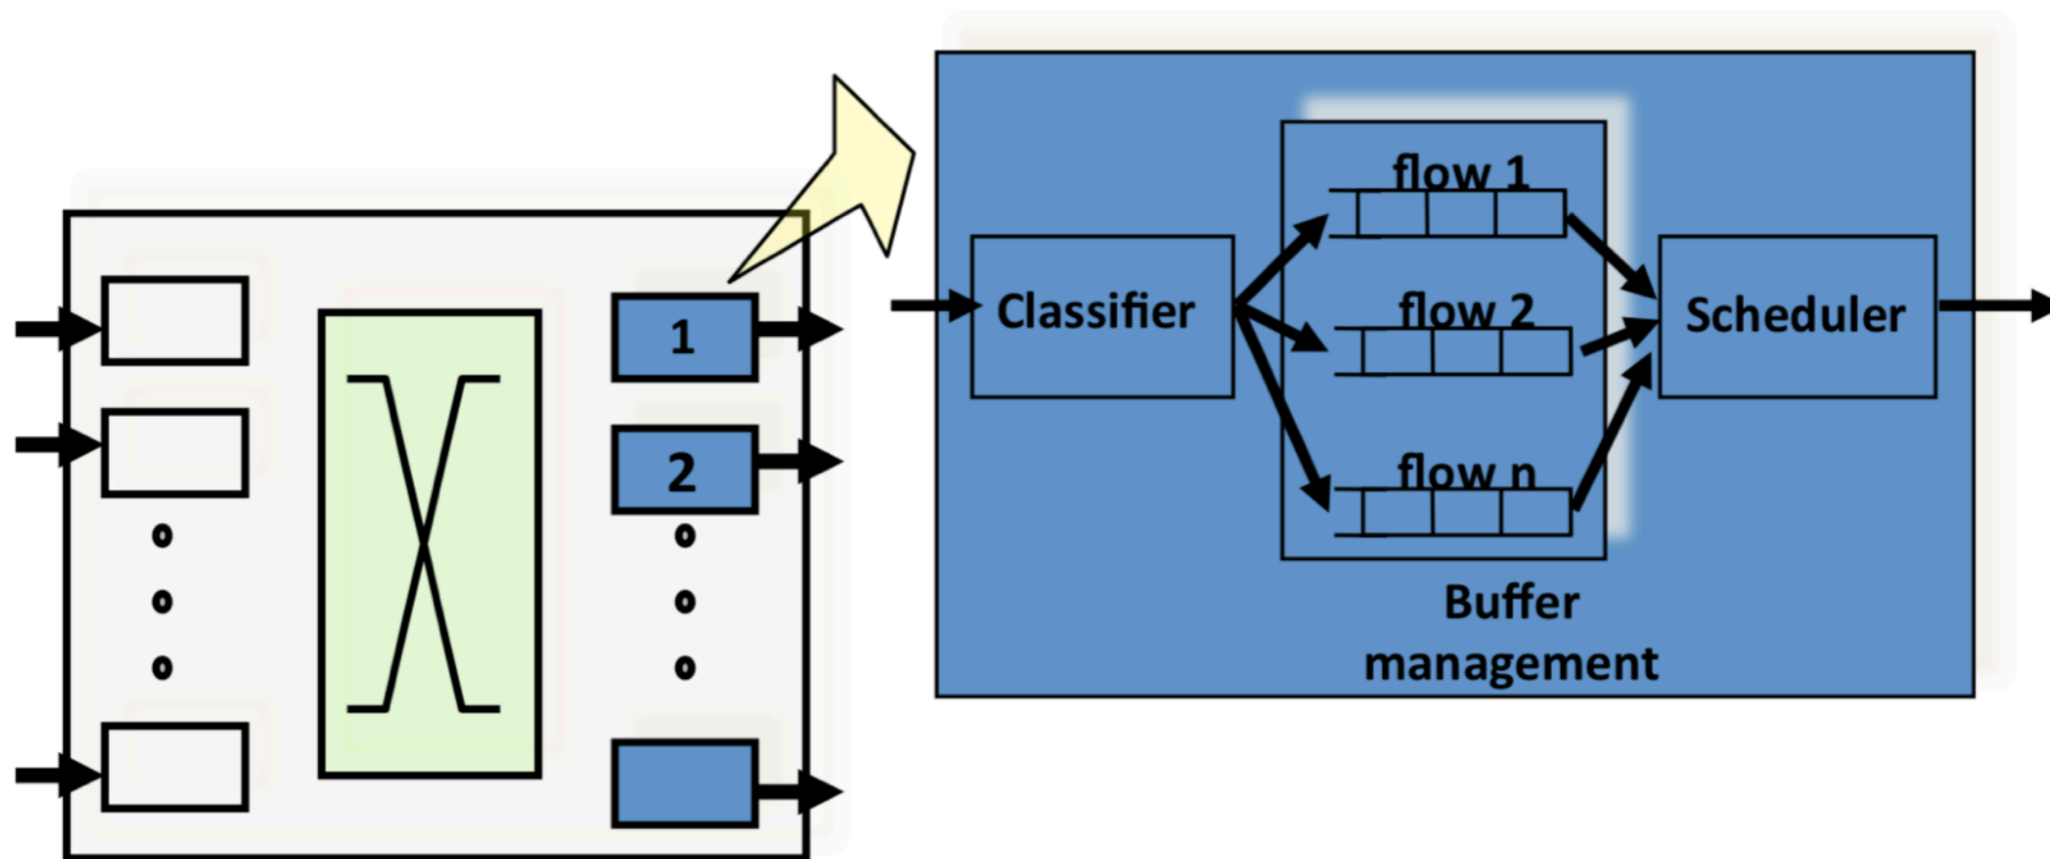 1
2
Classifier
flow 1
flow 2
flow n
Scheduler
Buffer
management